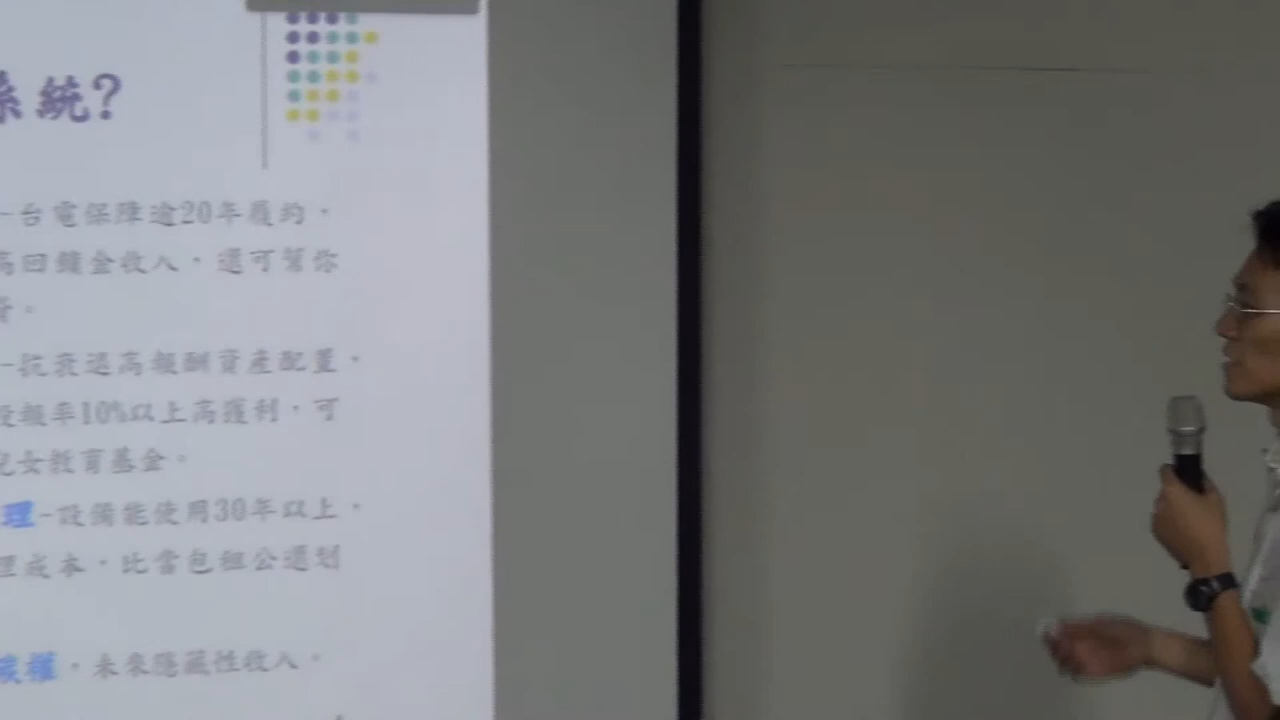 系統?
-台電保障逾20年履約，
高回饋金收入，還可幫你
資。
-抗衰退高報酬資產配置，
投報率10%以上高獲利，可
兒女教育基金。
理-設備能使用30年以上，
理成本，比當包租公還划
碳權，未來隱藏性收入。